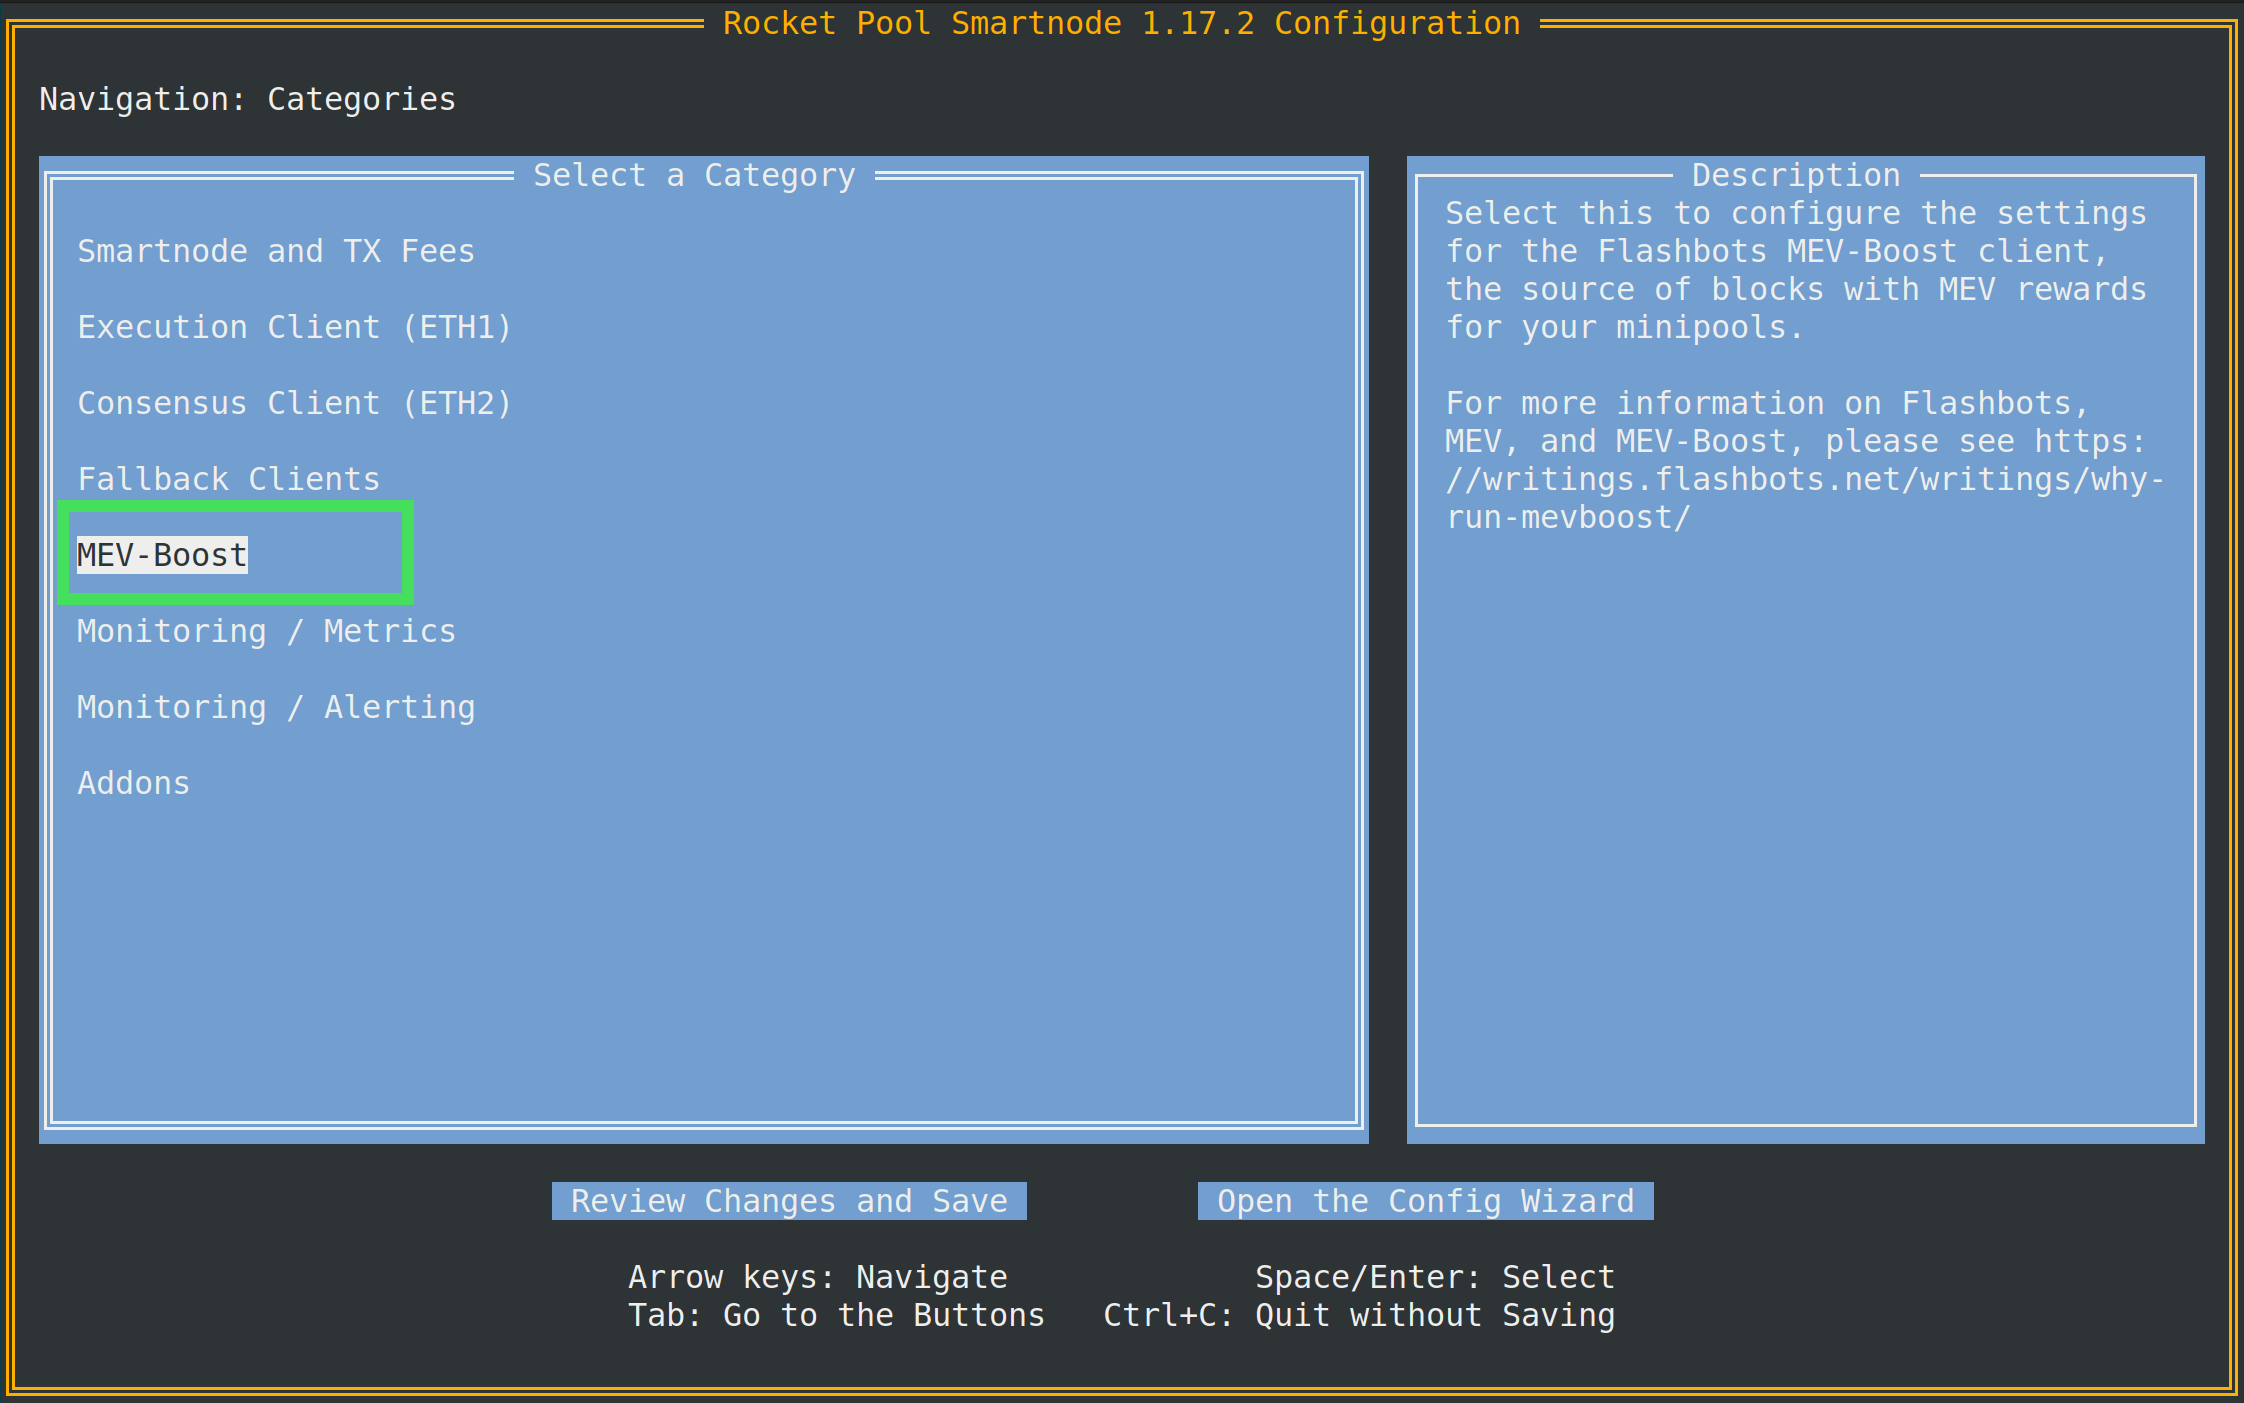 Rocket Pool Smartnode 1.17.2 Configuration
Navigation: Categories
Select a Category
Smartnode and TX Fees
Execution Client (ETH1)
Consensus Client (ETH2)
Fallback Clients
MEV-Boost
Monitoring / Metrics
Monitoring / Alerting
Addons
Description
Select this to configure the settings
for the Flashbots MEV-Boost client,
the source of blocks with MEV rewards
for your minipools.
For more information on Flashbots,
MEV, and MEV-Boost, please see https:
//writings.flashbots.net/writings/why-
run-mevboost/
Review Changes and Save
Open the Config Wizard
Arrow keys: Navigate
Space/Enter: Select
Tab: Go to the Buttons
Ctrl+C: Quit without Saving